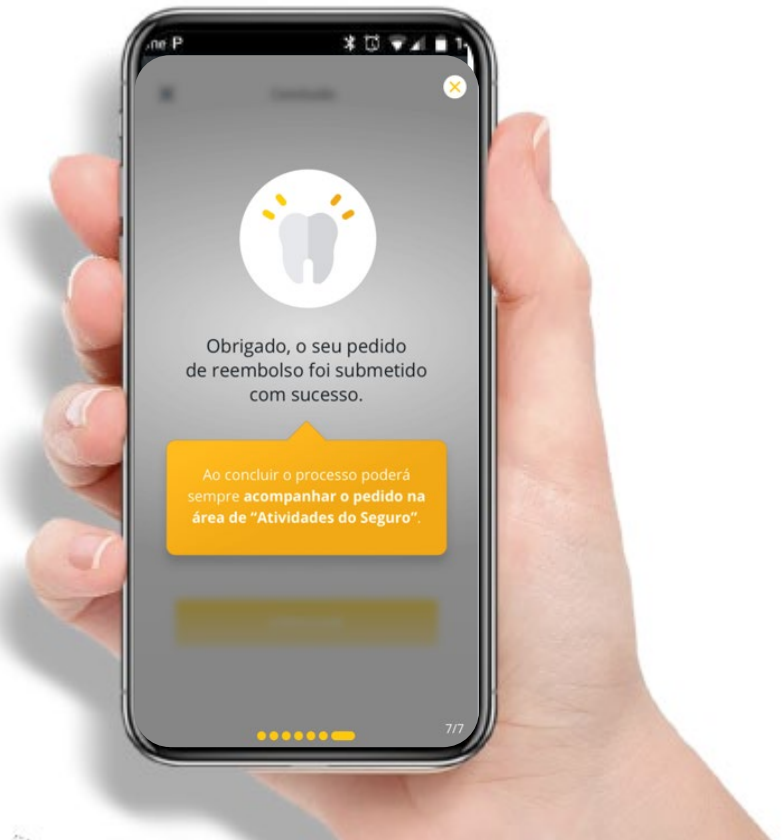 ne P
Obrigado, o seu pedido
de reembolso foi submetido
com sucesso.
Ao concluir o processo poderá
sempre acompanhar o pedido na
área de “Atividades do Seguro”.
7/7